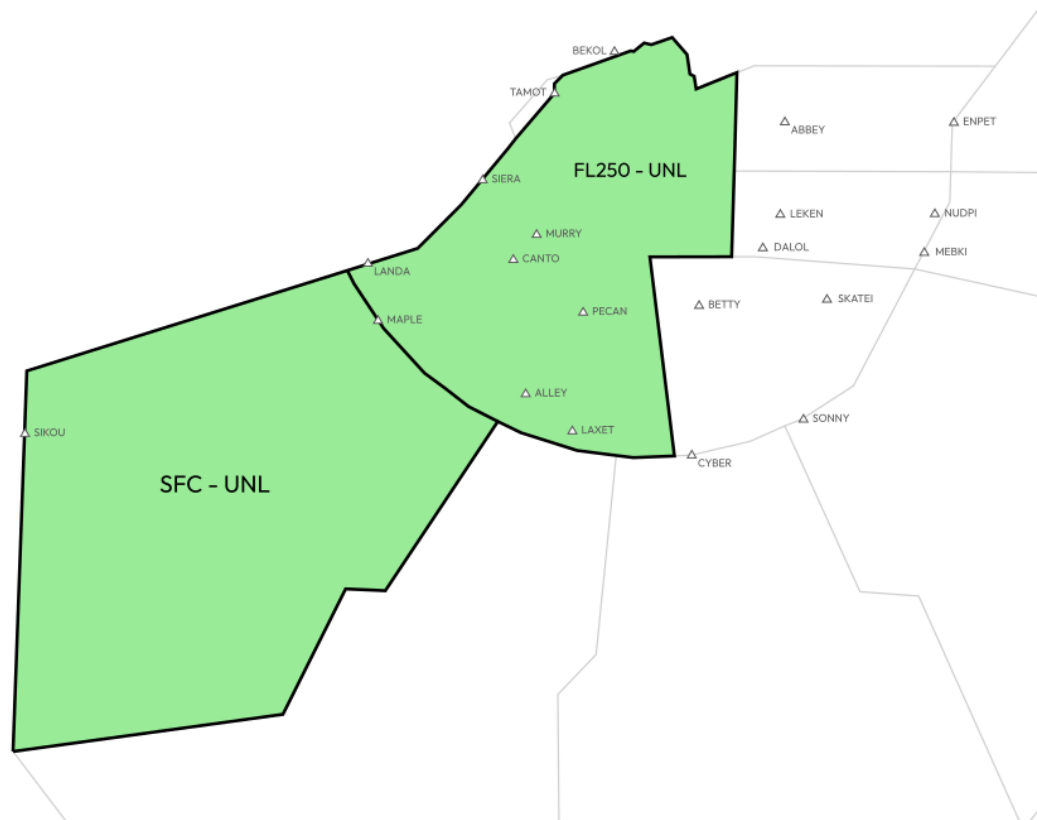 BEKOL
TAMOT
ABBEY
ENPET
FL250 - UNL
SIERA
LEKEN
NUDPI
MURRY
DALOL
MEBKI
CANTO
LANDA
SKATEI
BETTY
PECAN
MAPLE
ALLEY
SONNY
LAXET
SIKOU
CYBER
SFC - UNL